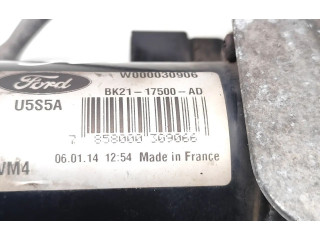 Ford
W000030906
BK21-17500-AD
U5S5A
7 858000 309066
06.01.14 12:54 Made in France
VM4